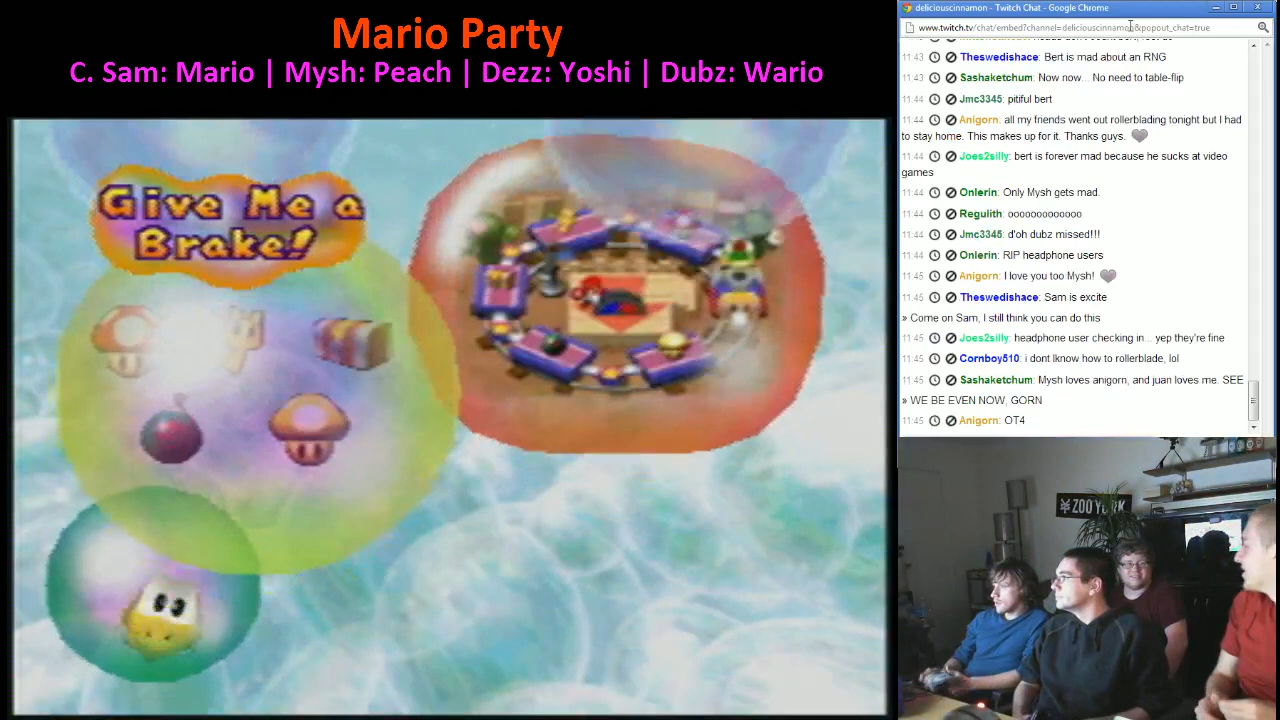 Mario Party
C. Sam: Mario | Mysh: Peach | Dezz: Yoshi | Dubz: Wario
Give Me a
Brake!
deliciouscinnamon - Twitch Chat - Google Chrome
www.twitch.tv/chat/embed?channel=deliciouscinnamon&popout_chat=true
11:43 Theswedishace: Bert is mad about an RNG
11:43 Sashaketchum: Now now... No need to table-flip
11:44 Jmc3345: pitiful bert
11:44 Anigorn: all my friends went out rollerblading tonight but I had
to stay home. This makes up for it. Thanks guys.
11:44 Joes2silly: bert is forever mad because he sucks at video
games
11:44 Onlerin: Only Mysh gets mad.
11:44 Regulith: oooooooooooo
11:44 Jmc3345: d'oh dubz missed!!!
11:44 Onlerin: RIP headphone users
11:45 Anigorn: I love you too Mysh!
11:45 Theswedishace: Sam is excite
» Come on Sam, I still think you can do this
11:45 Joes2silly: headphone user checking in... yep they're fine
11:45 Cornboy510: i dont lknow how to rollerblade, lol
11:45 Sashaketchum: Mysh loves anigorn, and juan loves me. SEE
» WE BE EVEN NOW, GORN
11:45 Anigorn: OT4
ZOO YORK